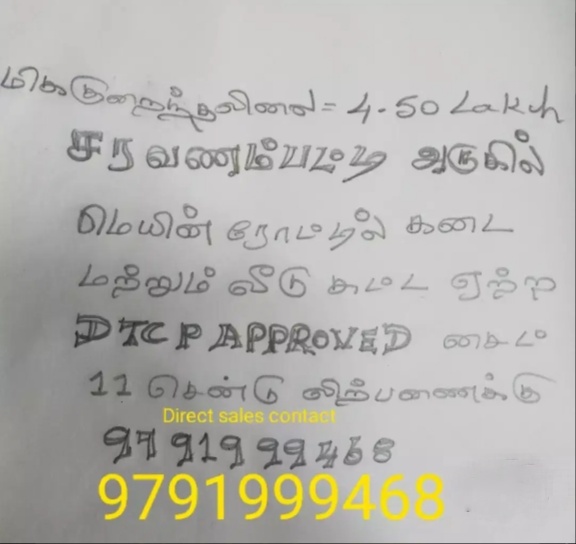 மிககுறைந்தவிலை = 4.50 Lakh
சரவணம்பட்டி அருகில்
மெயின் ரோட்டில் கடை
மற்றும் வீடு கட்ட ஏற்ற
DTCP APPROVED சைட்
11 சென்டு விற்பணைக்கு
Direct sales contact
9791999468
9791999468